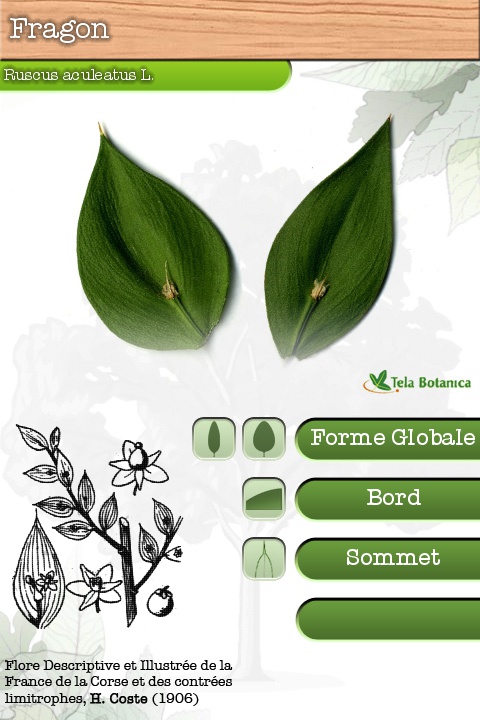 Fragon
Ruscus aculeatus L.
Tela Botanica
Forme Globale
Bord
Sommet
Flore Descriptive et Illustrée de la
France de la Corse et des contrées
limitrophes, H. Coste (1906)